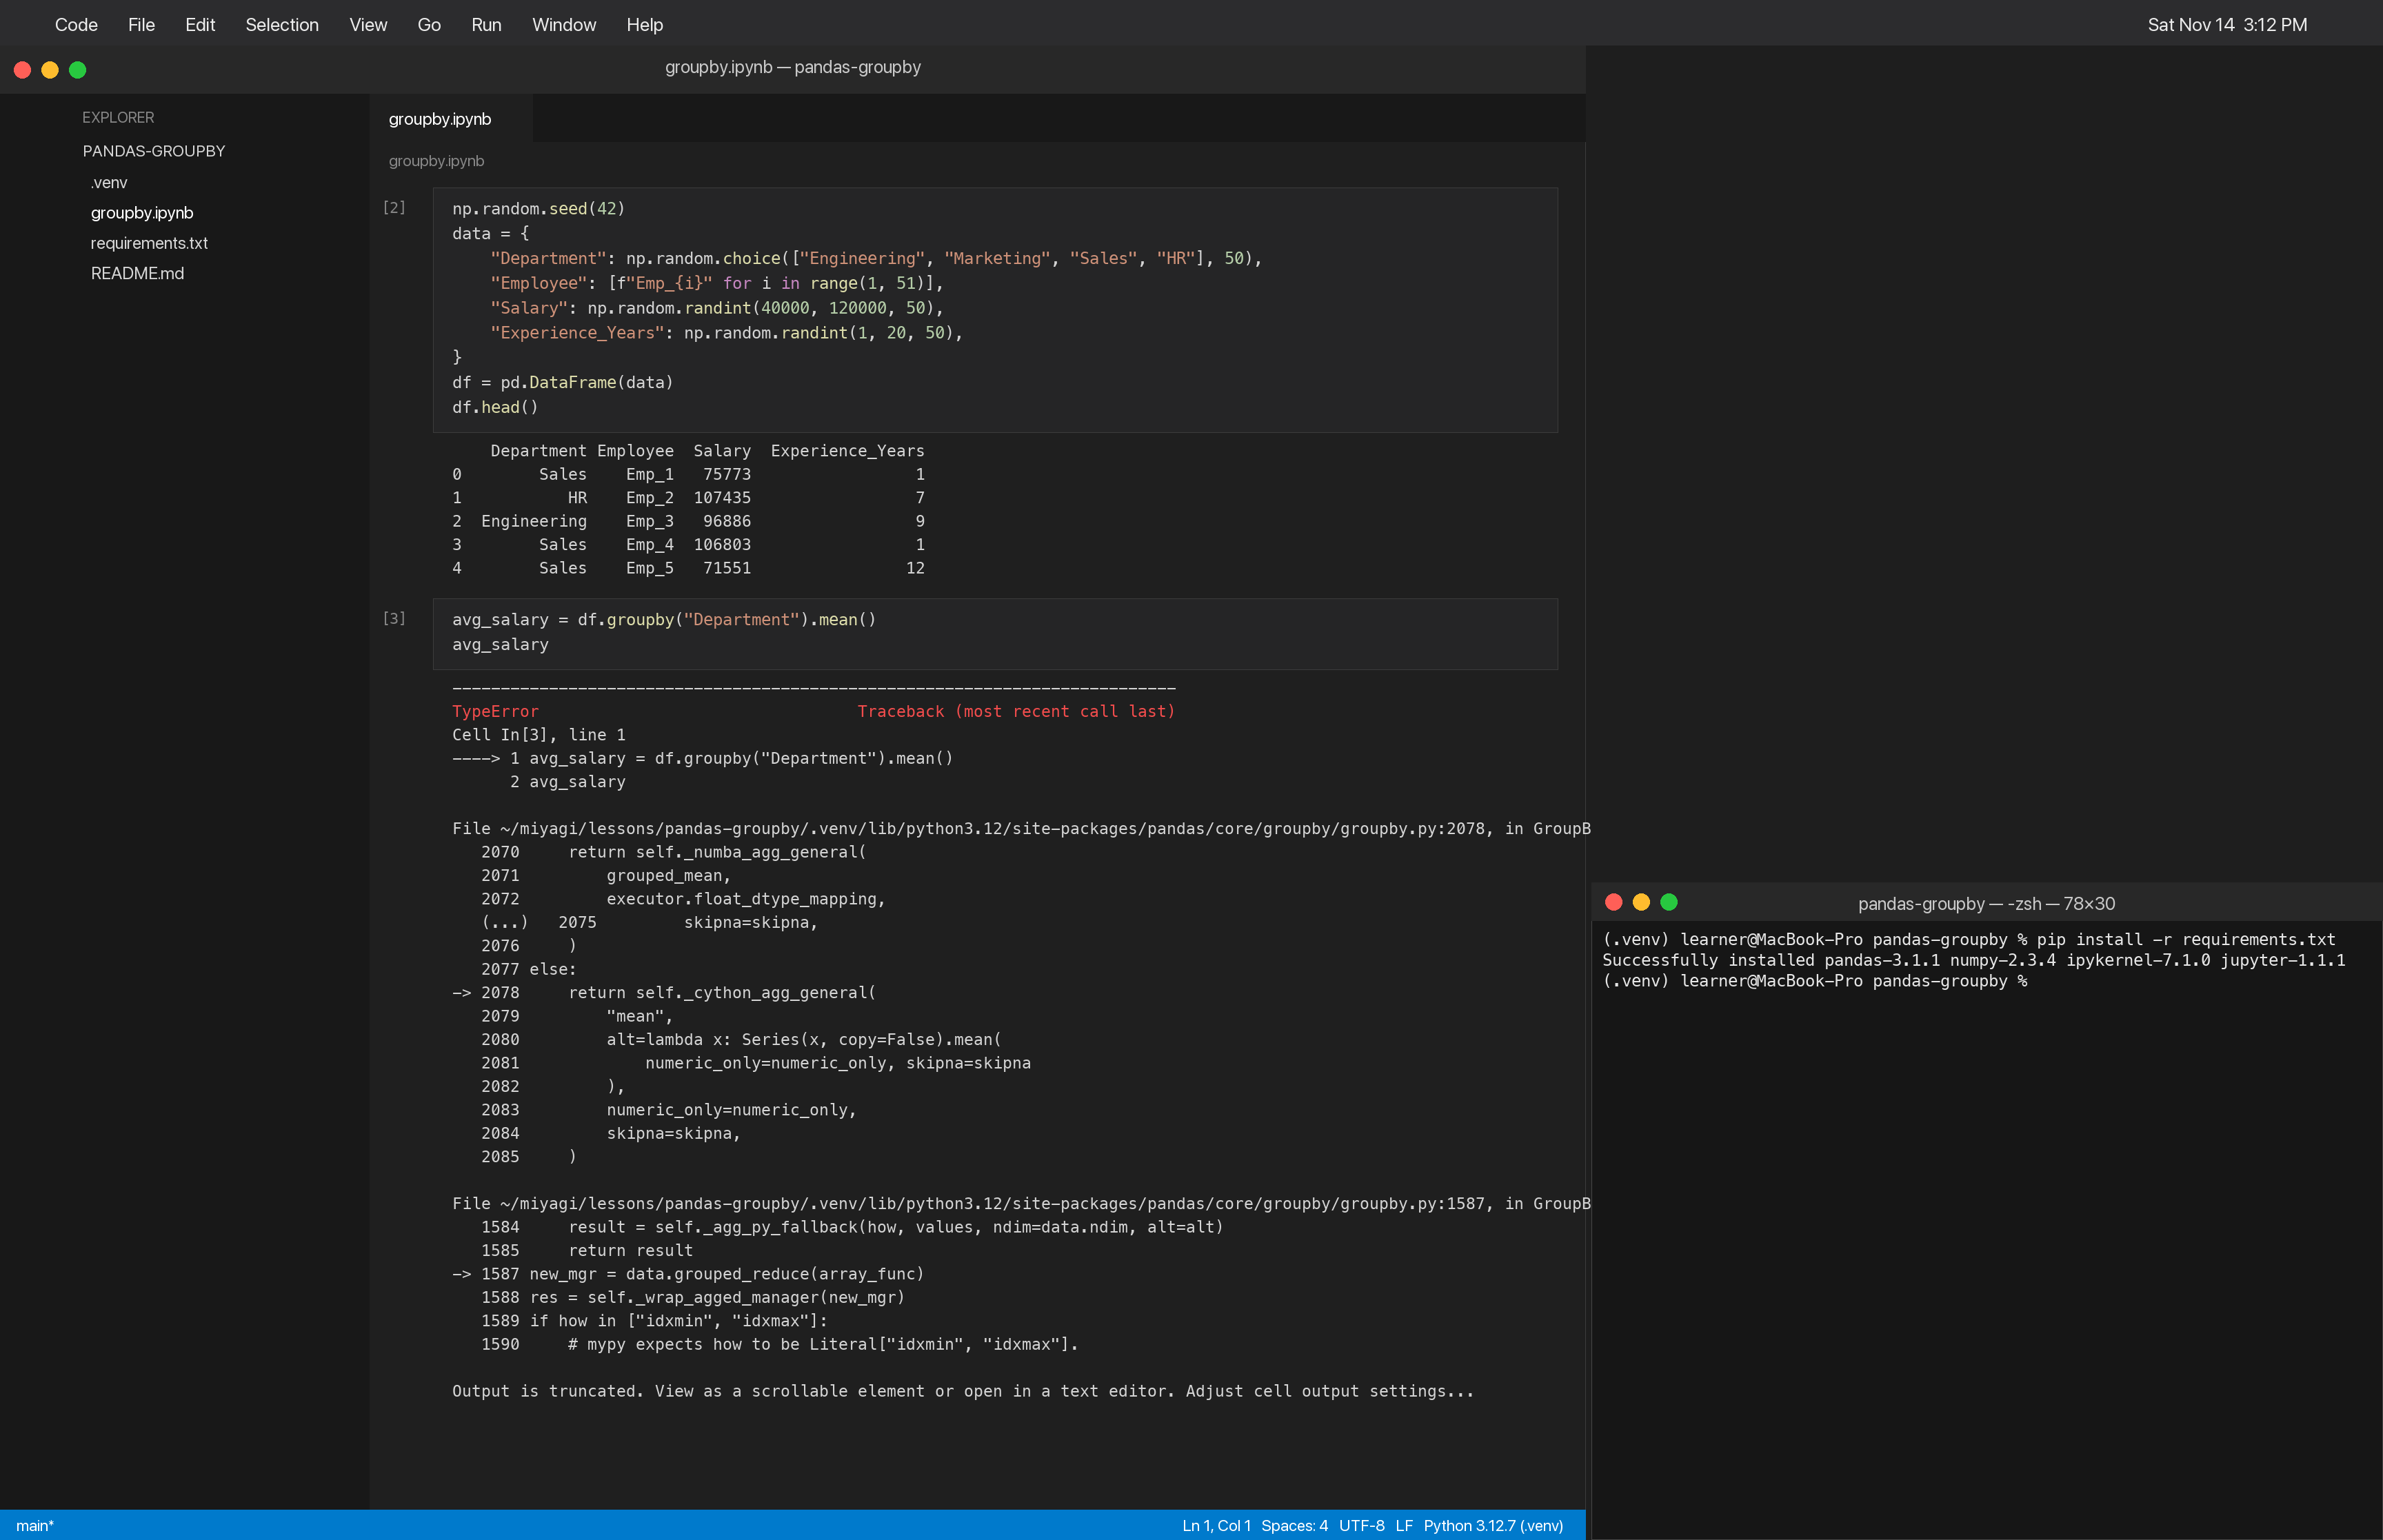 Code File Edit Selection View Go Run Window Help
Sat Nov 14 3:12 PM
groupby.ipynb — pandas-groupby
EXPLORER
PANDAS-GROUPBY
.venv
groupby.ipynb
requirements.txt
README.md
groupby.ipynb
groupby.ipynb
[2]
np.random.seed(42)
data = {
    "Department": np.random.choice(["Engineering", "Marketing", "Sales", "HR"], 50),
    "Employee": [f"Emp_{i}" for i in range(1, 51)],
    "Salary": np.random.randint(40000, 120000, 50),
    "Experience_Years": np.random.randint(1, 20, 50),
}
df = pd.DataFrame(data)
df.head()
    Department Employee  Salary  Experience_Years
0        Sales    Emp_1   75773                 1
1           HR    Emp_2  107435                 7
2  Engineering    Emp_3   96886                 9
3        Sales    Emp_4  106803                 1
4        Sales    Emp_5   71551                12
[3]
avg_salary = df.groupby("Department").mean()
avg_salary
---------------------------------------------------------------------------
TypeError                                 Traceback (most recent call last)
Cell In[3], line 1
----> 1 avg_salary = df.groupby("Department").mean()
      2 avg_salary
File ~/miyagi/lessons/pandas-groupby/.venv/lib/python3.12/site-packages/pandas/core/groupby/groupby.py:2078, in GroupB
   2070     return self._numba_agg_general(
   2071         grouped_mean,
   2072         executor.float_dtype_mapping,
   (...)   2075         skipna=skipna,
   2076     )
   2077 else:
-> 2078     return self._cython_agg_general(
   2079         "mean",
   2080         alt=lambda x: Series(x, copy=False).mean(
   2081             numeric_only=numeric_only, skipna=skipna
   2082         ),
   2083         numeric_only=numeric_only,
   2084         skipna=skipna,
   2085     )
File ~/miyagi/lessons/pandas-groupby/.venv/lib/python3.12/site-packages/pandas/core/groupby/groupby.py:1587, in GroupB
   1584     result = self._agg_py_fallback(how, values, ndim=data.ndim, alt=alt)
   1585     return result
-> 1587 new_mgr = data.grouped_reduce(array_func)
   1588 res = self._wrap_agged_manager(new_mgr)
   1589 if how in ["idxmin", "idxmax"]:
   1590     # mypy expects how to be Literal["idxmin", "idxmax"].
Output is truncated. View as a scrollable element or open in a text editor. Adjust cell output settings...
main*
Ln 1, Col 1 Spaces: 4 UTF-8 LF Python 3.12.7 (.venv)
pandas-groupby — -zsh — 78×30
(.venv) learner@MacBook-Pro pandas-groupby % pip install -r requirements.txt
Successfully installed pandas-3.1.1 numpy-2.3.4 ipykernel-7.1.0 jupyter-1.1.1
(.venv) learner@MacBook-Pro pandas-groupby %